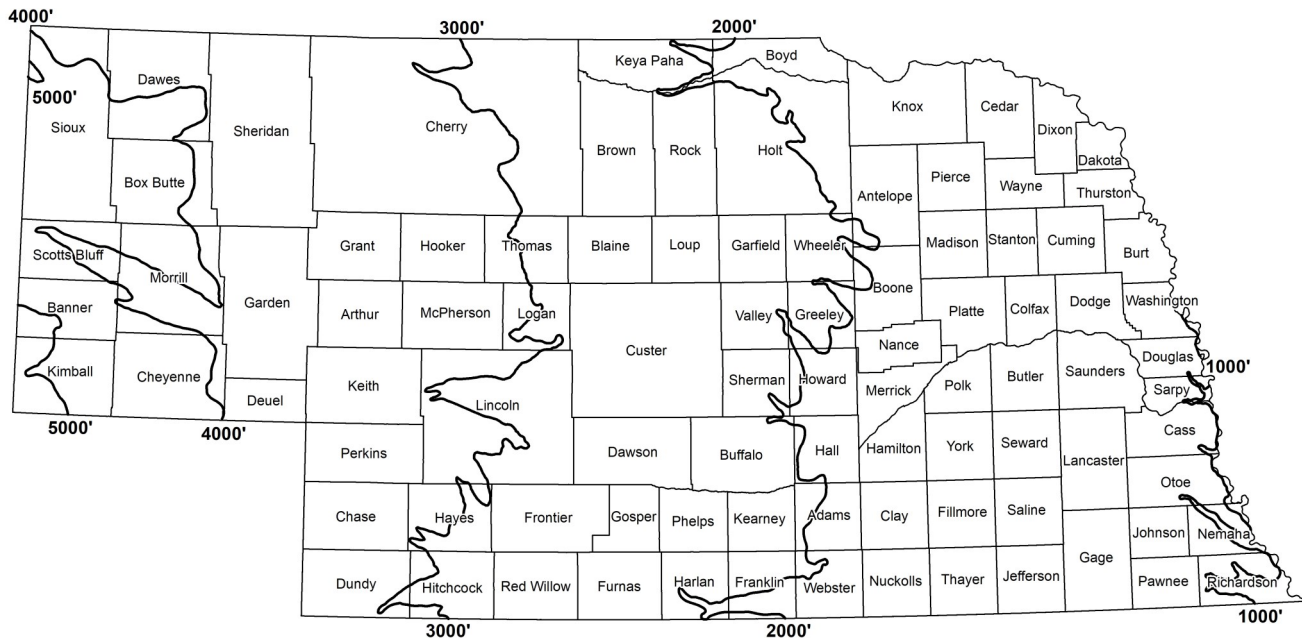 4000'
3000'
2000'
Keya Paha
Boyd
Dawes
5000'
Sioux
Sheridan
Cherry
Brown
Rock
Holt
Knox
Cedar
Dixon
Dakota
Box Butte
Antelope
Pierce
Wayne
Thurston
Scotts Bluff
Morrill
Grant
Hooker
Thomas
Blaine
Loup
Garfield
Wheeler
Madison
Stanton
Cuming
Burt
Banner
Garden
Arthur
McPherson
Logan
Custer
Valley
Greeley
Boone
Platte
Colfax
Dodge
Washington
Kimball
Cheyenne
Deuel
Keith
Lincoln
Sherman
Howard
Nance
Merrick
Polk
Butler
Saunders
Douglas
1000'
Sarpy
5000'
4000'
Perkins
Dawson
Buffalo
Hall
Hamilton
York
Seward
Lancaster
Cass
Otoe
Chase
Hayes
Frontier
Gosper
Phelps
Kearney
Adams
Clay
Fillmore
Saline
Gage
Johnson
Nemaha
Dundy
Hitchcock
Red Willow
Furnas
Harlan
Franklin
Webster
Nuckolls
Thayer
Jefferson
Pawnee
Richardson
3000'
2000'
1000'